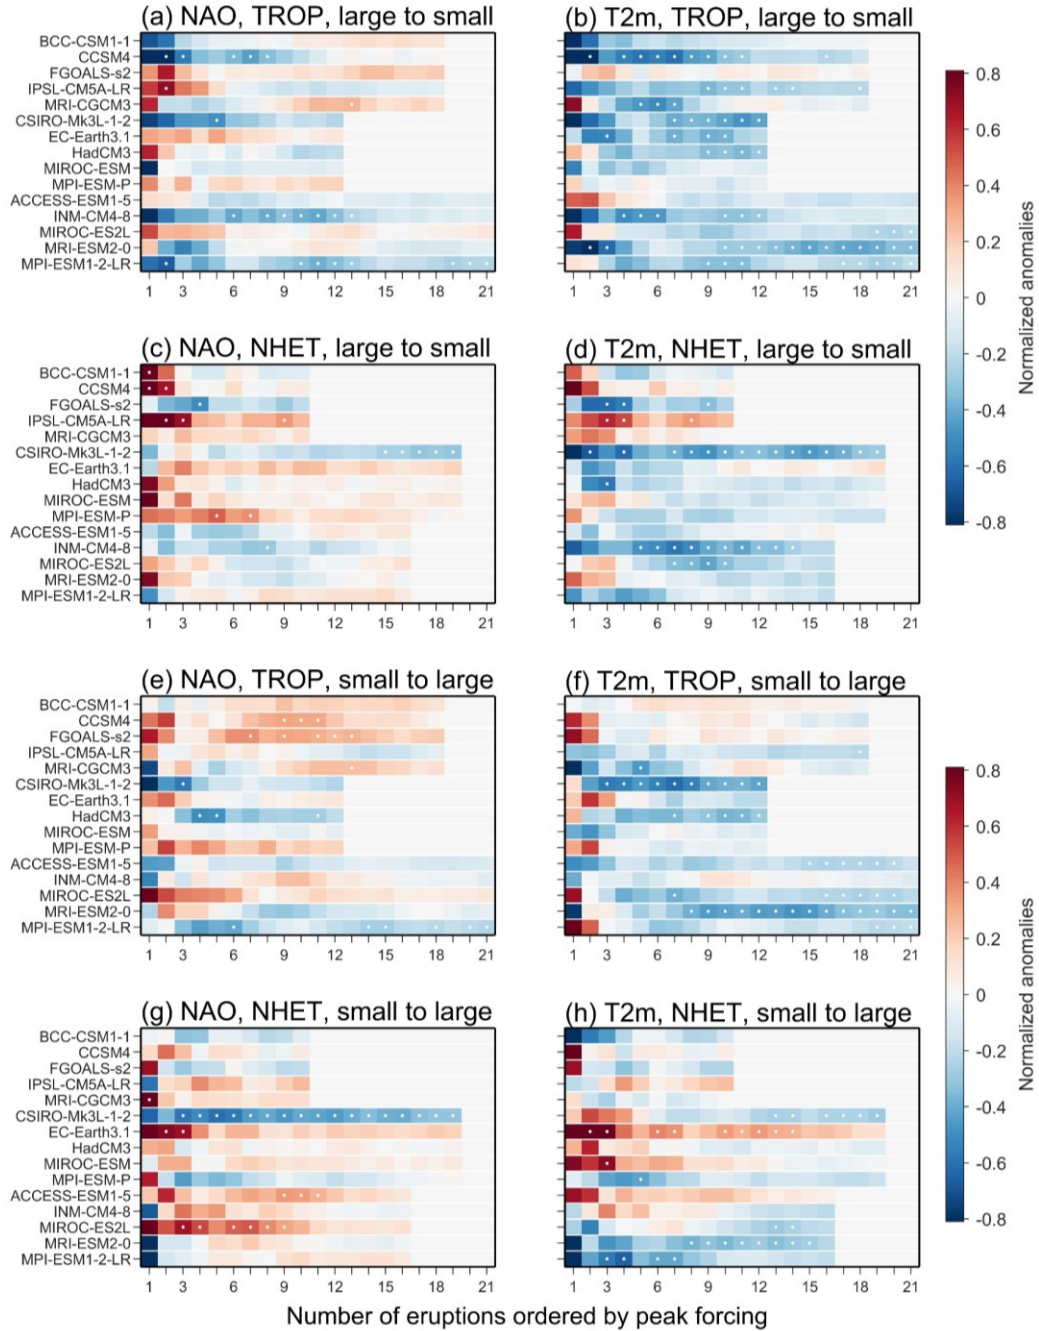 (a) NAO, TROP, large to small
BCC-CSM1-1
CCSM4
FGOALS-s2
IPSL-CM5A-LR
MRI-CGCM3
CSIRO-Mk3L-1-2
EC-Earth3.1
HadCM3
MIROC-ESM
MPI-ESM-P
ACCESS-ESM1-5
INM-CM4-8
MIROC-ES2L
MRI-ESM2-0
MPI-ESM1-2-LR
1 3 6 9 12 15 18 21
(b) T2m, TROP, large to small
1 3 6 9 12 15 18 21
0.8
0.6
0.4
0.2
0
-0.2
-0.4
-0.6
-0.8
Normalized anomalies
(c) NAO, NHET, large to small
BCC-CSM1-1
CCSM4
FGOALS-s2
IPSL-CM5A-LR
MRI-CGCM3
CSIRO-Mk3L-1-2
EC-Earth3.1
HadCM3
MIROC-ESM
MPI-ESM-P
ACCESS-ESM1-5
INM-CM4-8
MIROC-ES2L
MRI-ESM2-0
MPI-ESM1-2-LR
1 3 6 9 12 15 18 21
(d) T2m, NHET, large to small
1 3 6 9 12 15 18 21
(e) NAO, TROP, small to large
BCC-CSM1-1
CCSM4
FGOALS-s2
IPSL-CM5A-LR
MRI-CGCM3
CSIRO-Mk3L-1-2
EC-Earth3.1
HadCM3
MIROC-ESM
MPI-ESM-P
ACCESS-ESM1-5
INM-CM4-8
MIROC-ES2L
MRI-ESM2-0
MPI-ESM1-2-LR
1 3 6 9 12 15 18 21
(f) T2m, TROP, small to large
1 3 6 9 12 15 18 21
0.8
0.6
0.4
0.2
0
-0.2
-0.4
-0.6
-0.8
Normalized anomalies
(g) NAO, NHET, small to large
BCC-CSM1-1
CCSM4
FGOALS-s2
IPSL-CM5A-LR
MRI-CGCM3
CSIRO-Mk3L-1-2
EC-Earth3.1
HadCM3
MIROC-ESM
MPI-ESM-P
ACCESS-ESM1-5
INM-CM4-8
MIROC-ES2L
MRI-ESM2-0
MPI-ESM1-2-LR
1 3 6 9 12 15 18 21
(h) T2m, NHET, small to large
1 3 6 9 12 15 18 21
Number of eruptions ordered by peak forcing